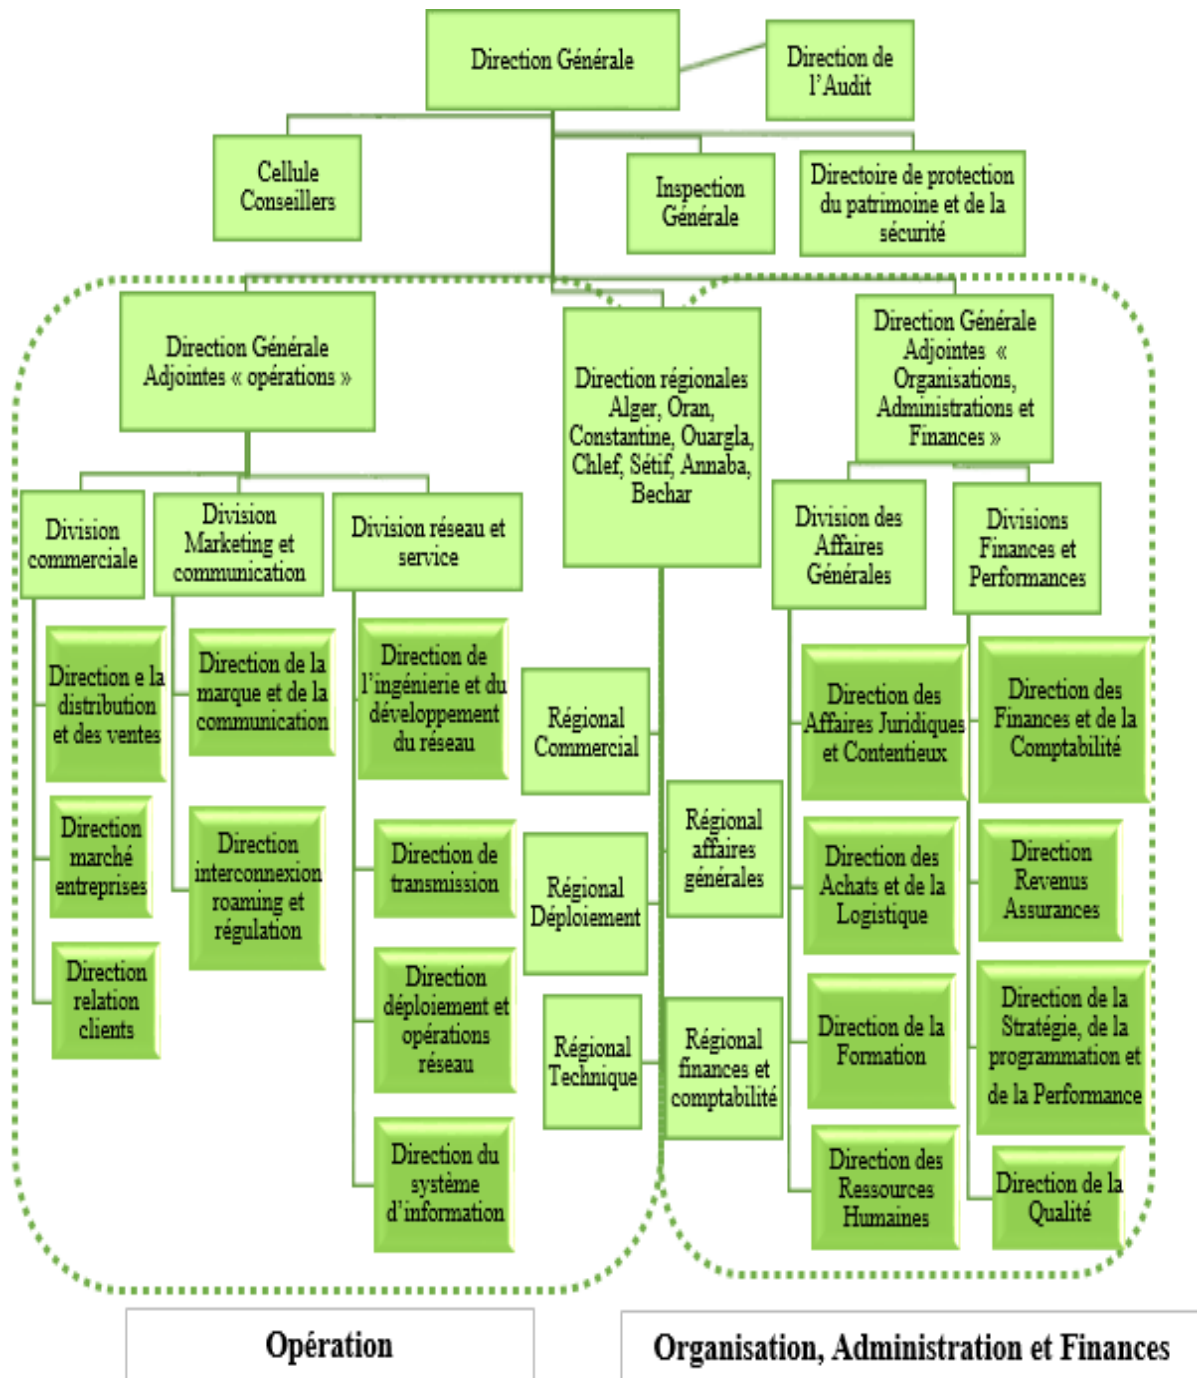 Direction Générale
Direction de
l'Audit
Cellule
Conseillers
Inspection
Générale
Directoire de protection
du patrimoine et de la
sécurité
Direction Générale
Adjointes « opérations »
Direction régionales
Alger, Oran,
Constantine, Ouargla,
Chlef, Sétif, Annaba,
Bechar
Direction Générale
Adjointes «
Organisations,
Administrations et
Finances »
Division
commerciale
Division
Marketing et
communication
Division réseau et
service
Division des
Affaires
Générales
Divisions
Finances et
Performances
Direction e la
distribution
et des ventes
Direction
marché
entreprises
Direction
relation
clients
Direction de la
marque et de la
communication
Direction
interconnexion
roaming et
régulation
Direction de
l'ingénierie et du
développement
du réseau
Direction de
transmission
Direction
déploiement et
opérations
réseau
Direction du
système
d'information
Régional
Commercial
Régional
Déploiement
Régional
Technique
Régional
affaires
générales
Régional
finances et
comptabilité
Direction des
Affaires Juridiques
et Contentieux
Direction des
Achats et de la
Logistique
Direction de la
Formation
Direction des
Ressources
Humaines
Direction des
Finances et de la
Comptabilité
Direction
Revenus
Assurances
Direction de la
Stratégie, de la
programmation et
de la Performance
Direction de la
Qualité
Opération
Organisation, Administration et Finances